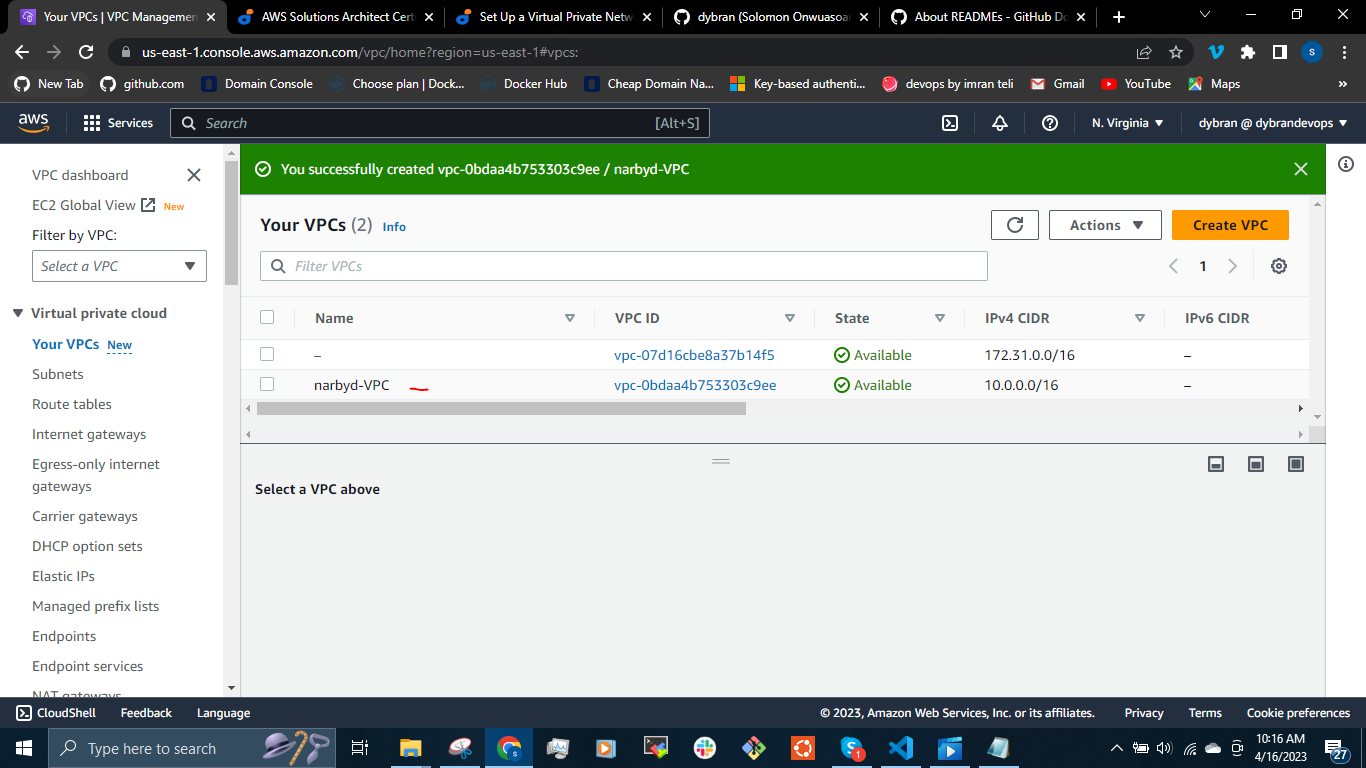 Your VPCs | VPC Managemen
AWS Solutions Architect Cert
Set Up a Virtual Private Netw
dybran (Solomon Onwuasoa
About READMEs - GitHub Do
us-east-1.console.aws.amazon.com/vpc/home?region=us-east-1#vpcs:
S
New Tab
github.com
Domain Console
Choose plan | Dock...
Docker Hub
Cheap Domain Na...
Key-based authenti...
devops by imran teli
Gmail
YouTube
Maps
»
aws
Services
Search
[Alt+S]
N. Virginia
dybran @ dybrandevops
VPC dashboard
EC2 Global View
New
Filter by VPC:
Select a VPC
Virtual private cloud
Your VPCs
New
Subnets
Route tables
Internet gateways
Egress-only internet
gateways
Carrier gateways
DHCP option sets
Elastic IPs
Managed prefix lists
Endpoints
Endpoint services
NAT gateways
You successfully created vpc-0bdaa4b753303c9ee / narbyd-VPC
Your VPCs (2)
Info
Actions
Create VPC
Filter VPCs
1
Name
VPC ID
State
IPv4 CIDR
IPv6 CIDR
–
vpc-07d16cbe8a37b14f5
Available
172.31.0.0/16
–
narbyd-VPC
vpc-0bdaa4b753303c9ee
Available
10.0.0.0/16
–
Select a VPC above
CloudShell
Feedback
Language
© 2023, Amazon Web Services, Inc. or its affiliates.
Privacy
Terms
Cookie preferences
Type here to search
1
10:16 AM
4/16/2023
27